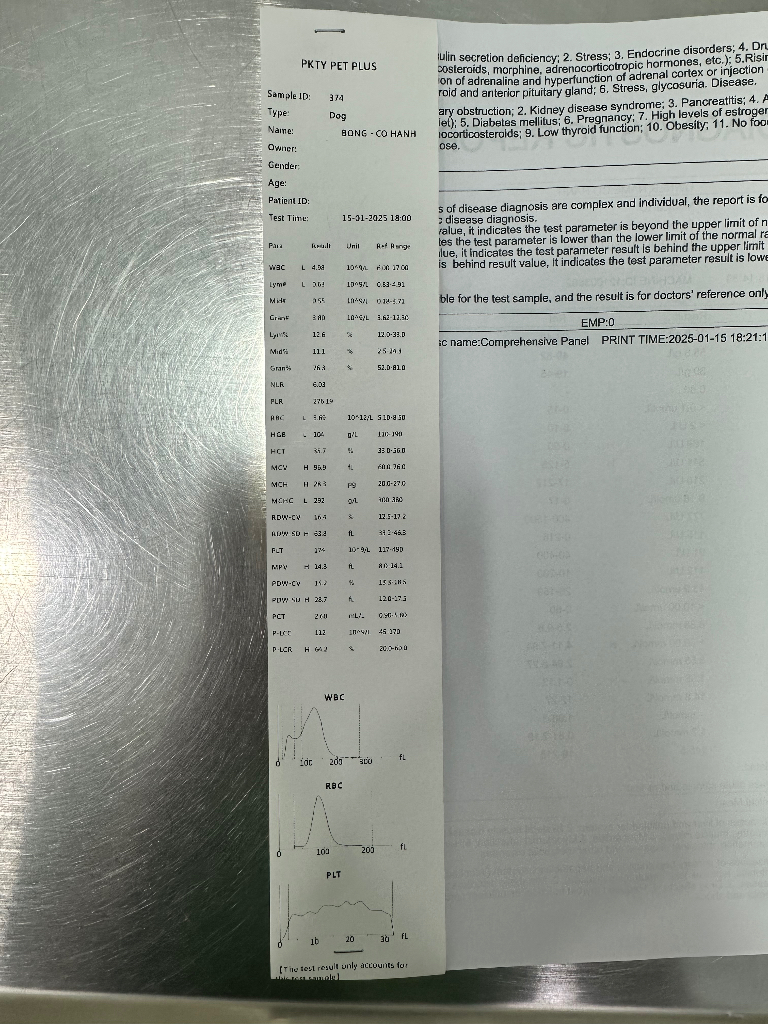 PKTY PET PLUS
Sample ID: 374
Type: Dog
Name: BONG - CO HANH
Owner:
Gender:
Age:
Patient ID:
Test Time: 15-01-2025 18:00
Para Result Unit Ref Range
WBC L 4.98 10^9/L 6.00-17.00
Lym# L 0.63 10^9/L 0.83-4.91
Mid# 0.55 10^9/L 0.18-3.71
Gran# 3.80 10^9/L 3.62-12.30
Lym% 12.6 % 12.0-33.0
Mid% 11.1 % 2.5-24.3
Gran% 76.3 % 52.0-81.0
NLR 6.03
PLR 276.19
RBC L 3.69 10^12/L 5.10-8.50
HGB L 104 g/L 110-190
HCT 35.7 % 33.0-56.0
MCV H 96.9 fL 60.0-76.0
MCH H 28.3 pg 20.0-27.0
MCHC L 292 g/L 300-380
RDW-CV 16.4 % 12.5-17.2
RDW-SD H 63.8 fL 33.2-46.3
PLT 174 10^9/L 117-490
MPV H 14.3 fL 8.0-14.1
PDW-CV 15.2 % 13.5-18.5
PDW-SD H 28.7 fL 12.0-17.5
PCT mL/L
P-LCC 112 10^9/L 45-170
P-LCR H 64.2 % 20.0-60.0
WBC
0 100 200 300 fL
RBC
0 100 200 fL
PLT
0 10 20 30 fL
[The test result only accounts for
this test sample]
ulin secretion deficiency; 2. Stress; 3. Endocrine disorders; 4. Dru
costeroids, morphine, adrenocorticotropic hormones, etc.); 5.Risin
on of adrenaline and hyperfunction of adrenal cortex or injection
roid and anterior pituitary gland; 6. Stress, glycosuria. Disease.
ary obstruction; 2. Kidney disease syndrome; 3. Pancreatitis; 4. A
iet); 5. Diabetes mellitus; 6. Pregnancy; 7. High levels of estroger
ocorticosteroids; 9. Low thyroid function; 10. Obesity; 11. No foo
ose.
s of disease diagnosis are complex and individual, the report is fo
c disease diagnosis.
value, it indicates the test parameter is beyond the upper limit of n
tes the test parameter is lower than the lower limit of the normal ra
lue, it indicates the test parameter result is behind the upper limit
is behind result value, it indicates the test parameter result is lowe
ble for the test sample, and the result is for doctors' reference only
EMP:0
ic name:Comprehensive Panel PRINT TIME:2025-01-15 18:21:1